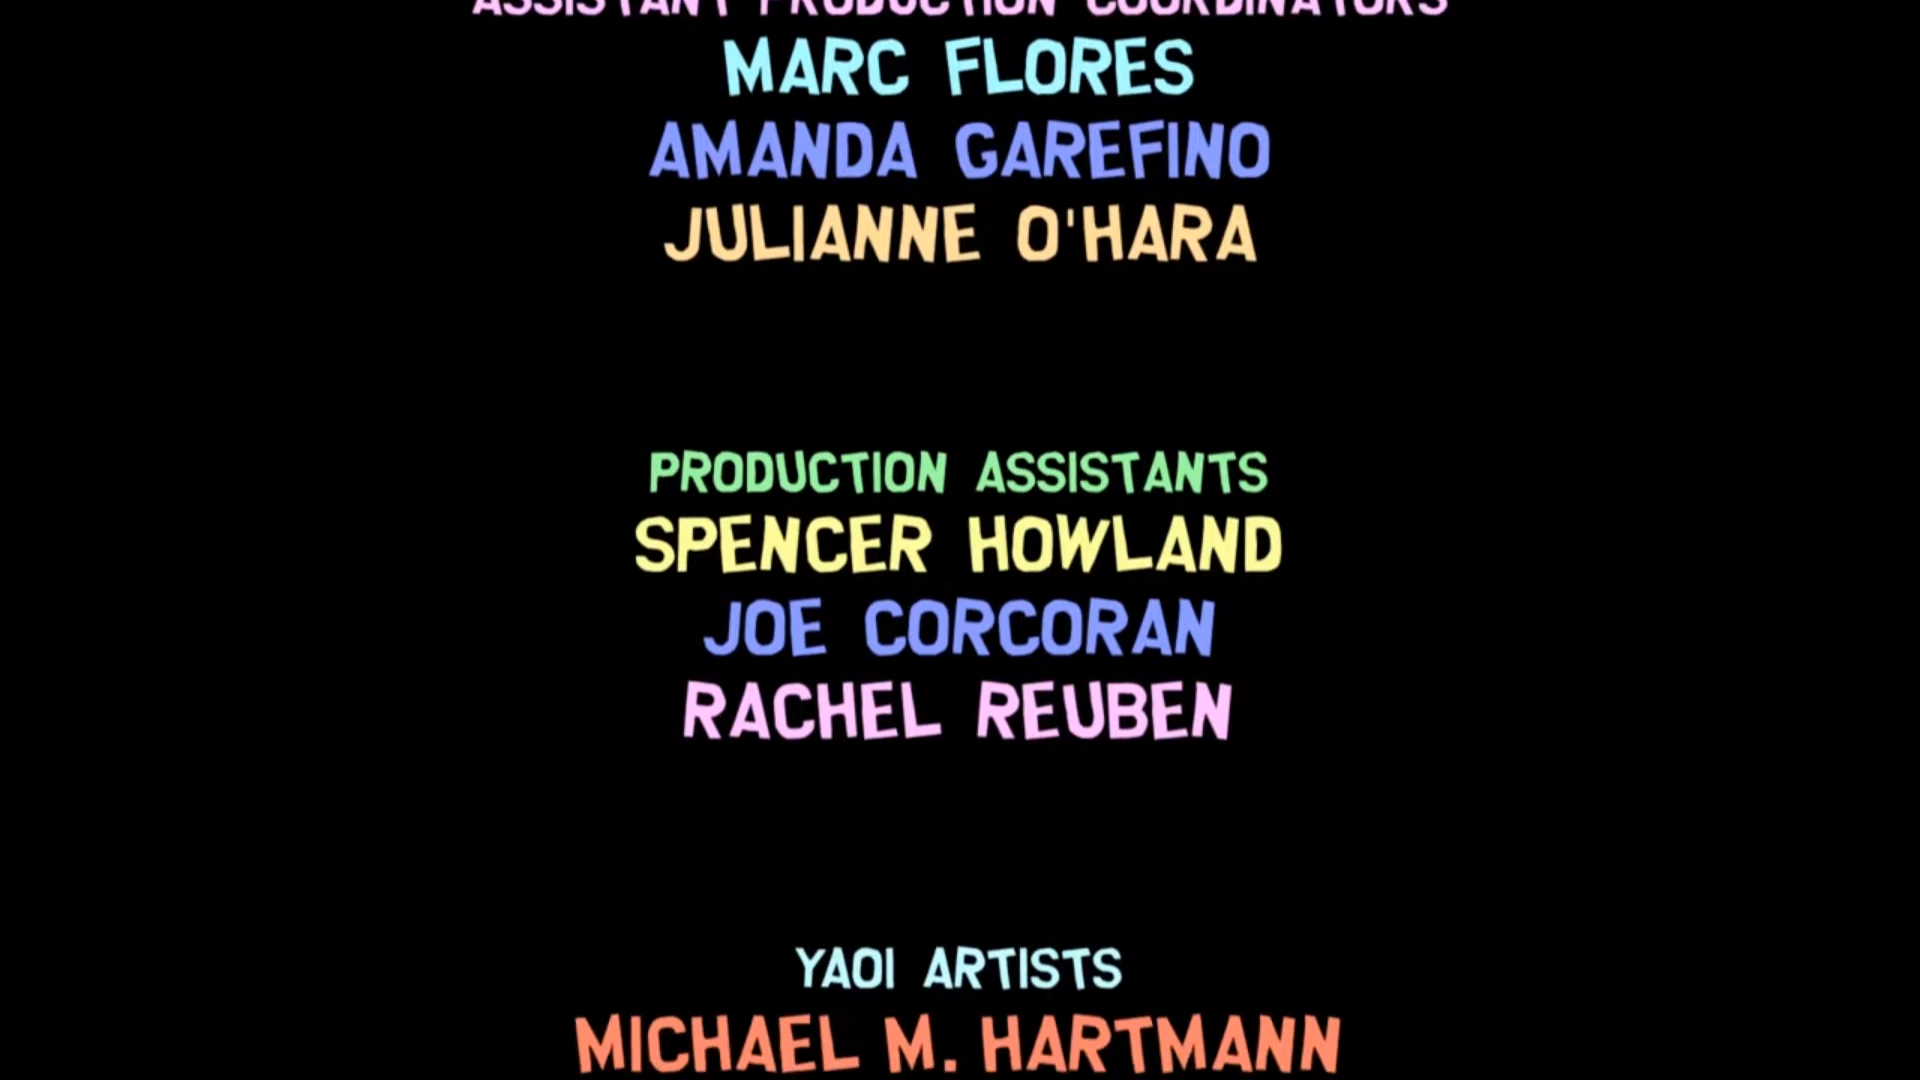 ASSISTANT PRODUCTION COORDINATORS
MARC FLORES
AMANDA GAREFINO
JULIANNE O'HARA
PRODUCTION ASSISTANTS
SPENCER HOWLAND
JOE CORCORAN
RACHEL REUBEN
YAOI ARTISTS
MICHAEL M. HARTMANN